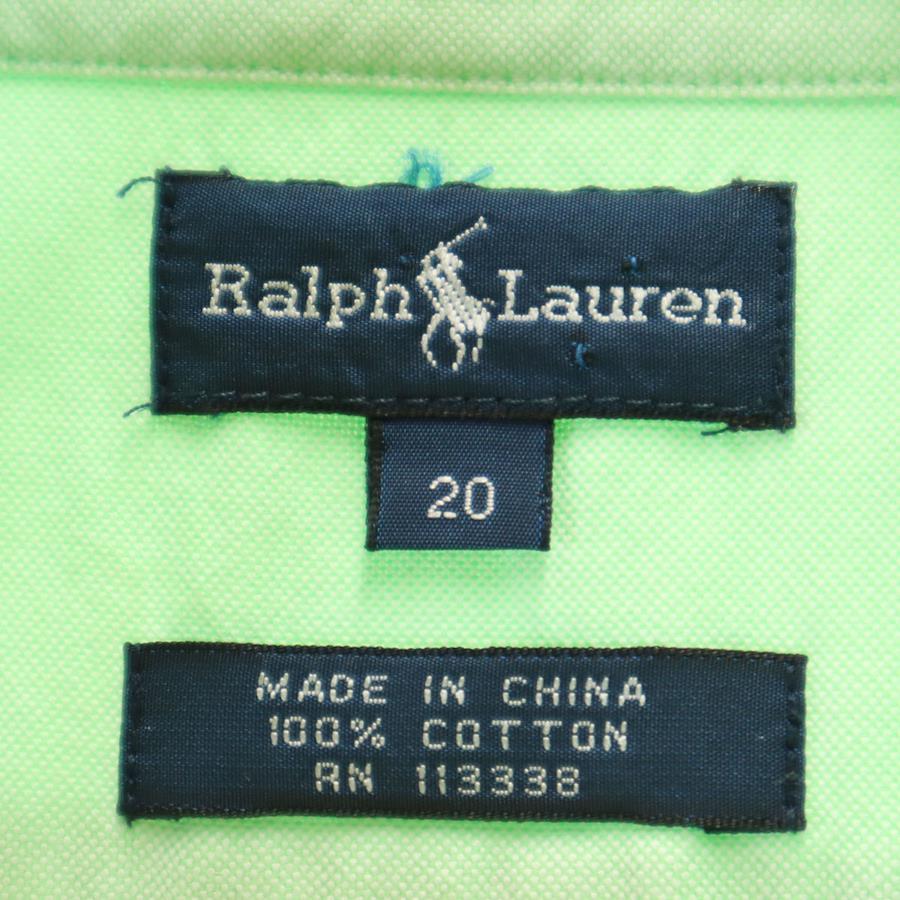 Ralph Lauren
20
MADE IN CHINA
100% COTTON
RN 113338